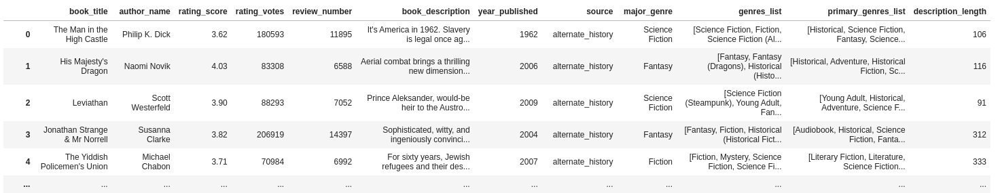 book_title author_name rating_score rating_votes review_number book_description year_published source major_genre genres_list primary_genres_list description_length
0 The Man in the High Castle Philip K. Dick 3.62 180593 11895 It's America in 1962. Slavery is legal once ag... 1962 alternate_history Science Fiction [Science Fiction, Fiction, Science Fiction (Al... [Historical, Science Fiction, Fantasy, Science... 106
1 His Majesty's Dragon Naomi Novik 4.03 83308 6588 Aerial combat brings a thrilling new dimension... 2006 alternate_history Fantasy [Fantasy, Fantasy (Dragons), Historical (Histo... [Historical, Adventure, Historical Fiction, Sc... 116
2 Leviathan Scott Westerfeld 3.90 88293 7052 Prince Aleksander, would-be heir to the Austro... 2009 alternate_history Science Fiction [Science Fiction (Steampunk), Young Adult, Fan... [Young Adult, Historical, Adventure, Science F... 91
3 Jonathan Strange & Mr Norrell Susanna Clarke 3.82 206919 14397 Sophisticated, witty, and ingeniously convinci... 2004 alternate_history Fantasy [Fantasy, Fiction, Historical (Historical Fict... [Audiobook, Historical, Science Fiction, Fanta... 312
4 The Yiddish Policemen's Union Michael Chabon 3.71 70984 6992 For sixty years, Jewish refugees and their des... 2007 alternate_history Fiction [Fiction, Mystery, Science Fiction, Science Fi... [Literary Fiction, Literature, Science Fiction... 333
... ... ... ... ... ... ... ... ... ... ... ... ...